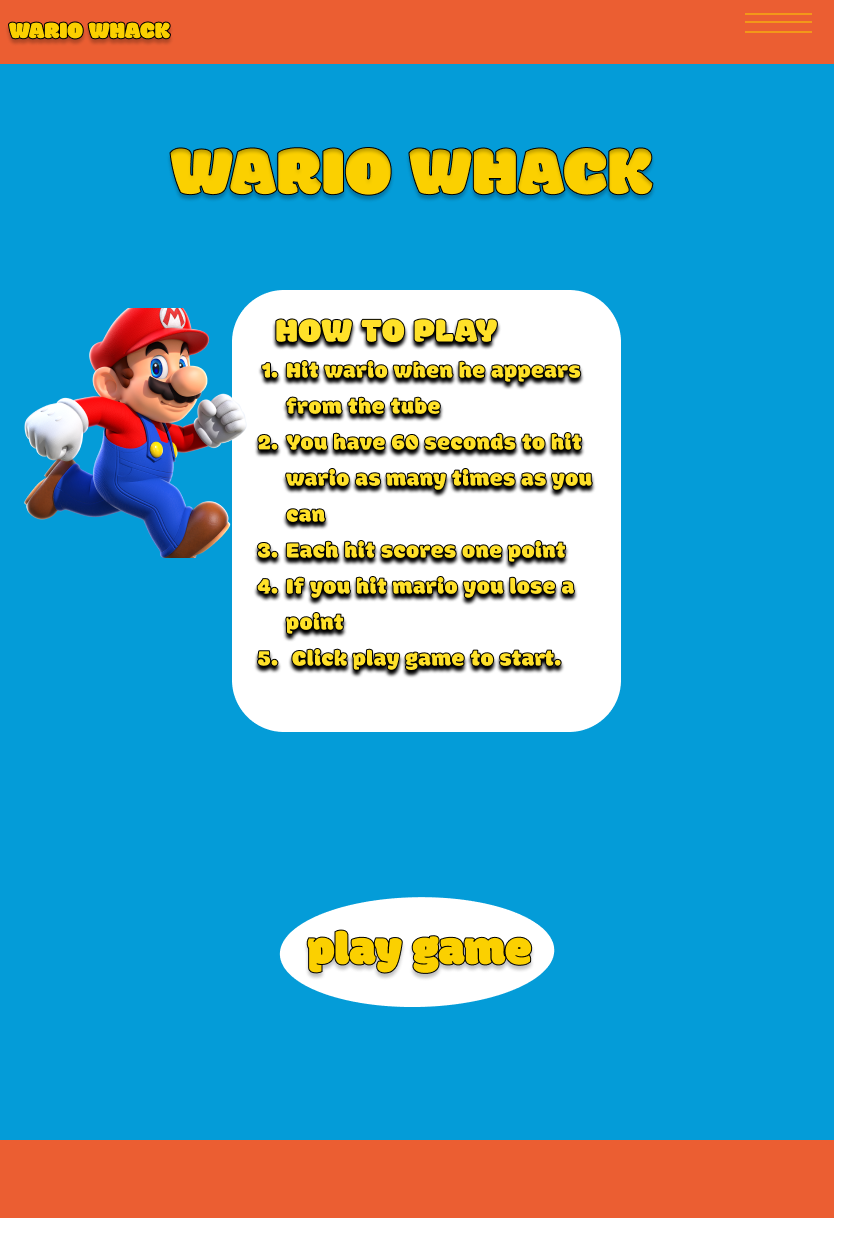 WARIO WHACK
WARIO WHACK
M
HOW TO PLAY
1. Hit wario when he appears
from the tube
2. You have 60 seconds to hit
wario as many times as you
can
3. Each hit scores one point
4. If you hit mario you lose a
point
5. Click play game to start.
play game